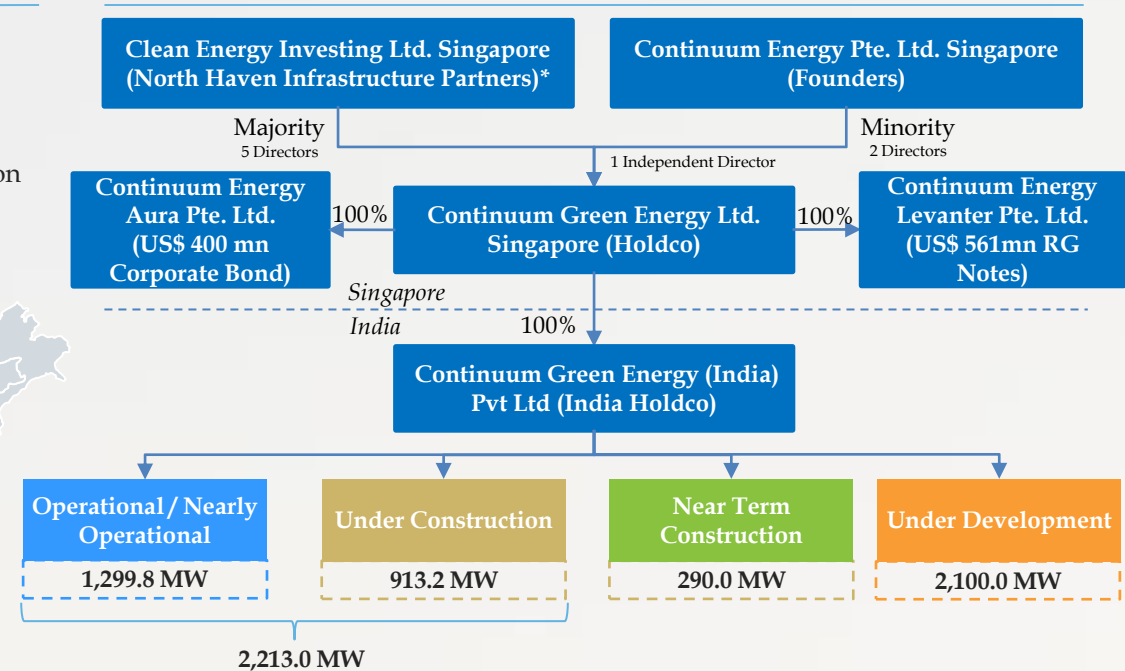 Clean Energy Investing Ltd. Singapore
(North Haven Infrastructure Partners)*
Continuum Energy Pte. Ltd. Singapore
(Founders)
Majority
5 Directors
Minority
2 Directors
1 Independent Director
on
Continuum Energy
Aura Pte. Ltd.
(US$ 400 mn
Corporate Bond)
100%
Continuum Green Energy Ltd.
Singapore (Holdco)
100%
Continuum Energy
Levanter Pte. Ltd.
(US$ 561mn RG
Notes)
Singapore
India
100%
Continuum Green Energy (India)
Pvt Ltd (India Holdco)
Operational / Nearly
Operational
1,299.8 MW
Under Construction
913.2 MW
Near Term
Construction
290.0 MW
Under Development
2,100.0 MW
2,213.0 MW